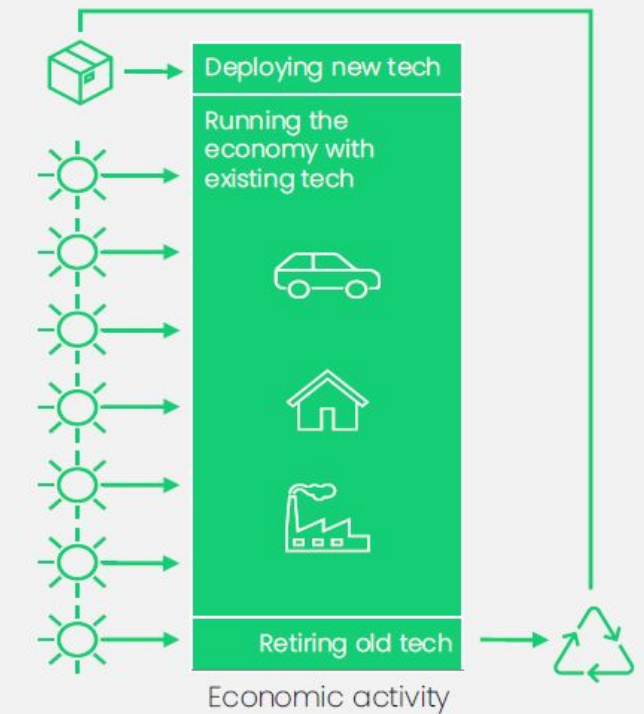 Deploying new tech
Running the
economy with
existing tech
Retiring old tech
Economic activity